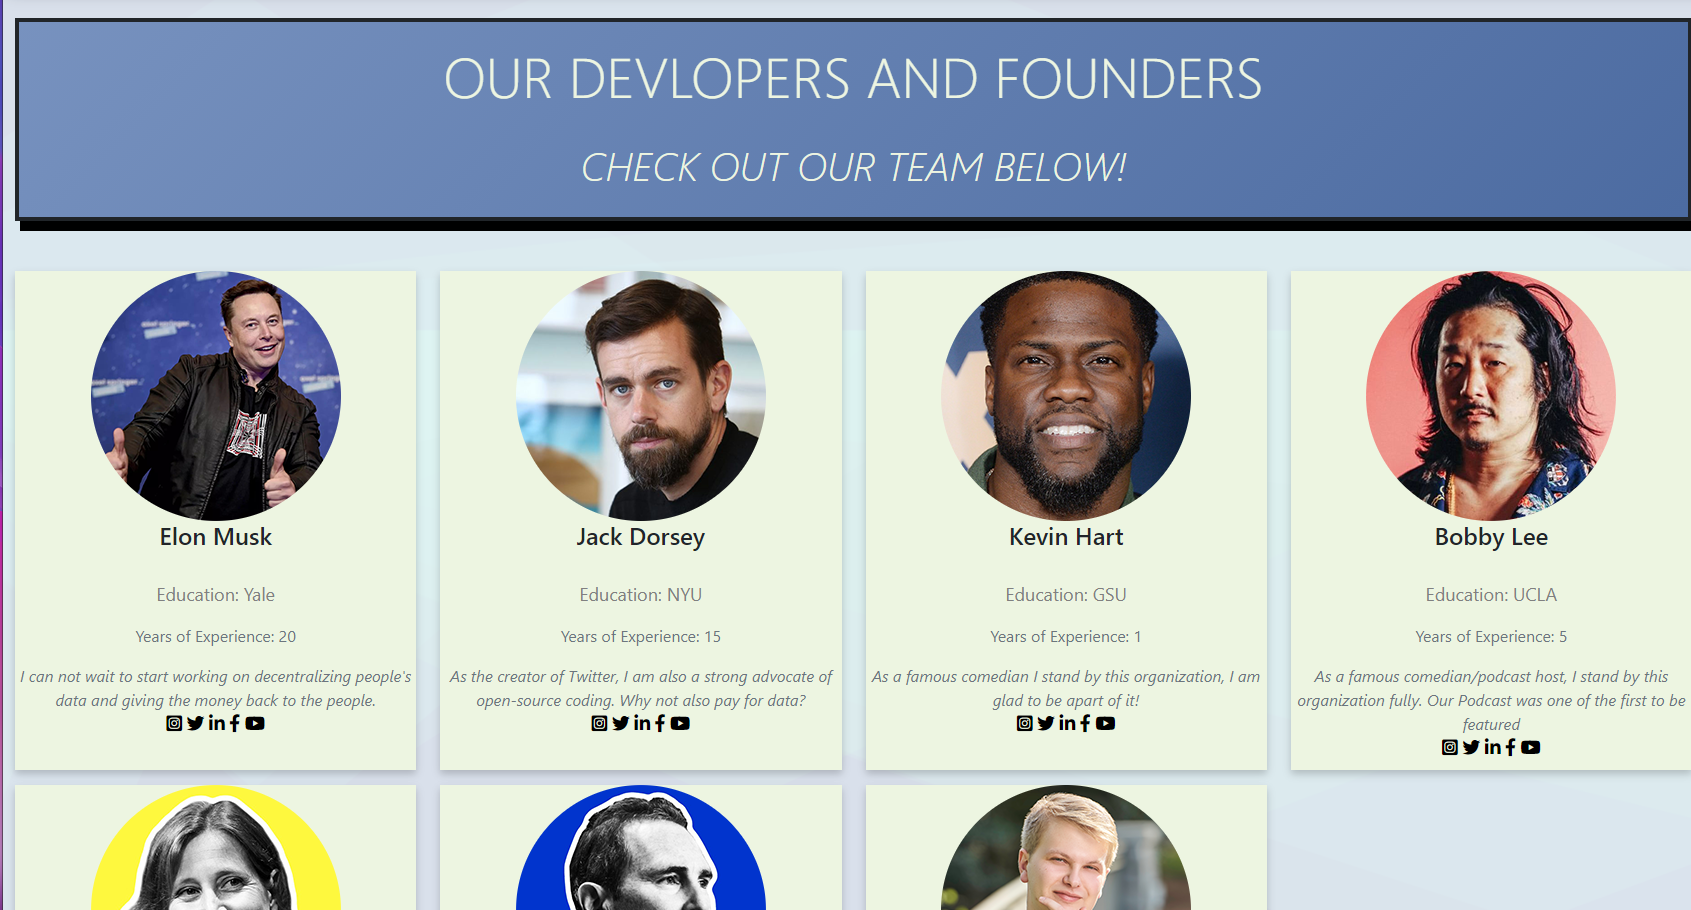 OUR DEVLOPERS AND FOUNDERS
CHECK OUT OUR TEAM BELOW!
Elon Musk
Education: Yale
Years of Experience: 20
I can not wait to start working on decentralizing people's
data and giving the money back to the people.
Jack Dorsey
Education: NYU
Years of Experience: 15
As the creator of Twitter, I am also a strong advocate of
open-source coding. Why not also pay for data?
Kevin Hart
Education: GSU
Years of Experience: 1
As a famous comedian I stand by this organization, I am
glad to be apart of it!
Bobby Lee
Education: UCLA
Years of Experience: 5
As a famous comedian/podcast host, I stand by this
organization fully. Our Podcast was one of the first to be
featured